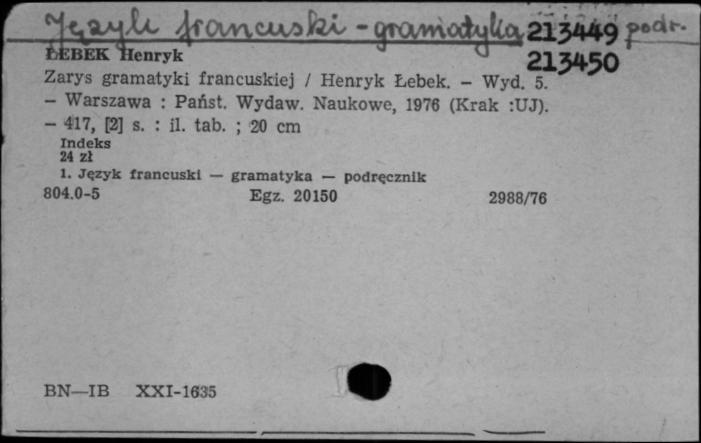 Język francuski - gramatyka podr.
213449
213450
ŁEBEK Henryk
Zarys gramatyki francuskiej / Henryk Łebek. – Wyd. 5.
– Warszawa : Państ. Wydaw. Naukowe, 1976 (Krak :UJ).
– 417, [2] s. : il. tab. ; 20 cm
Indeks
24 zł
1. Język francuski — gramatyka — podręcznik
804.0-5 Egz. 20150 2988/76
BN—IB XXI-1635